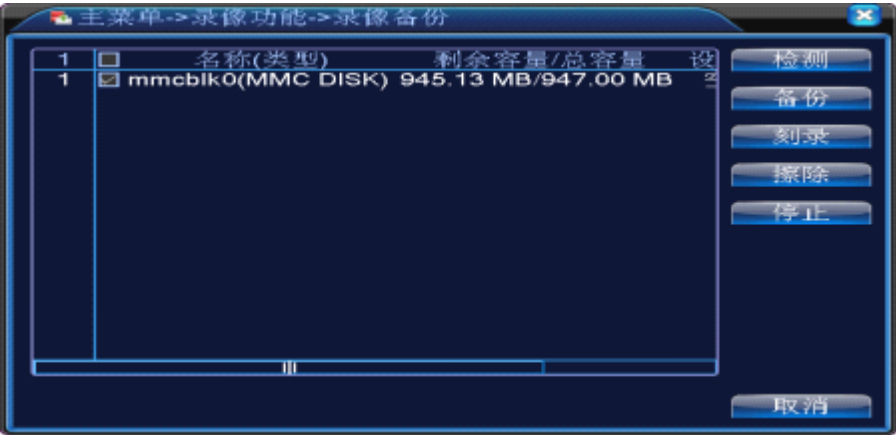 主菜单->录像功能->录像备份
1 名称(类型) 剩余容量/总容量 设
1 mmcblk0(MMC DISK) 945.13 MB/947.00 MB
检测
备份
刻录
擦除
停止
取消